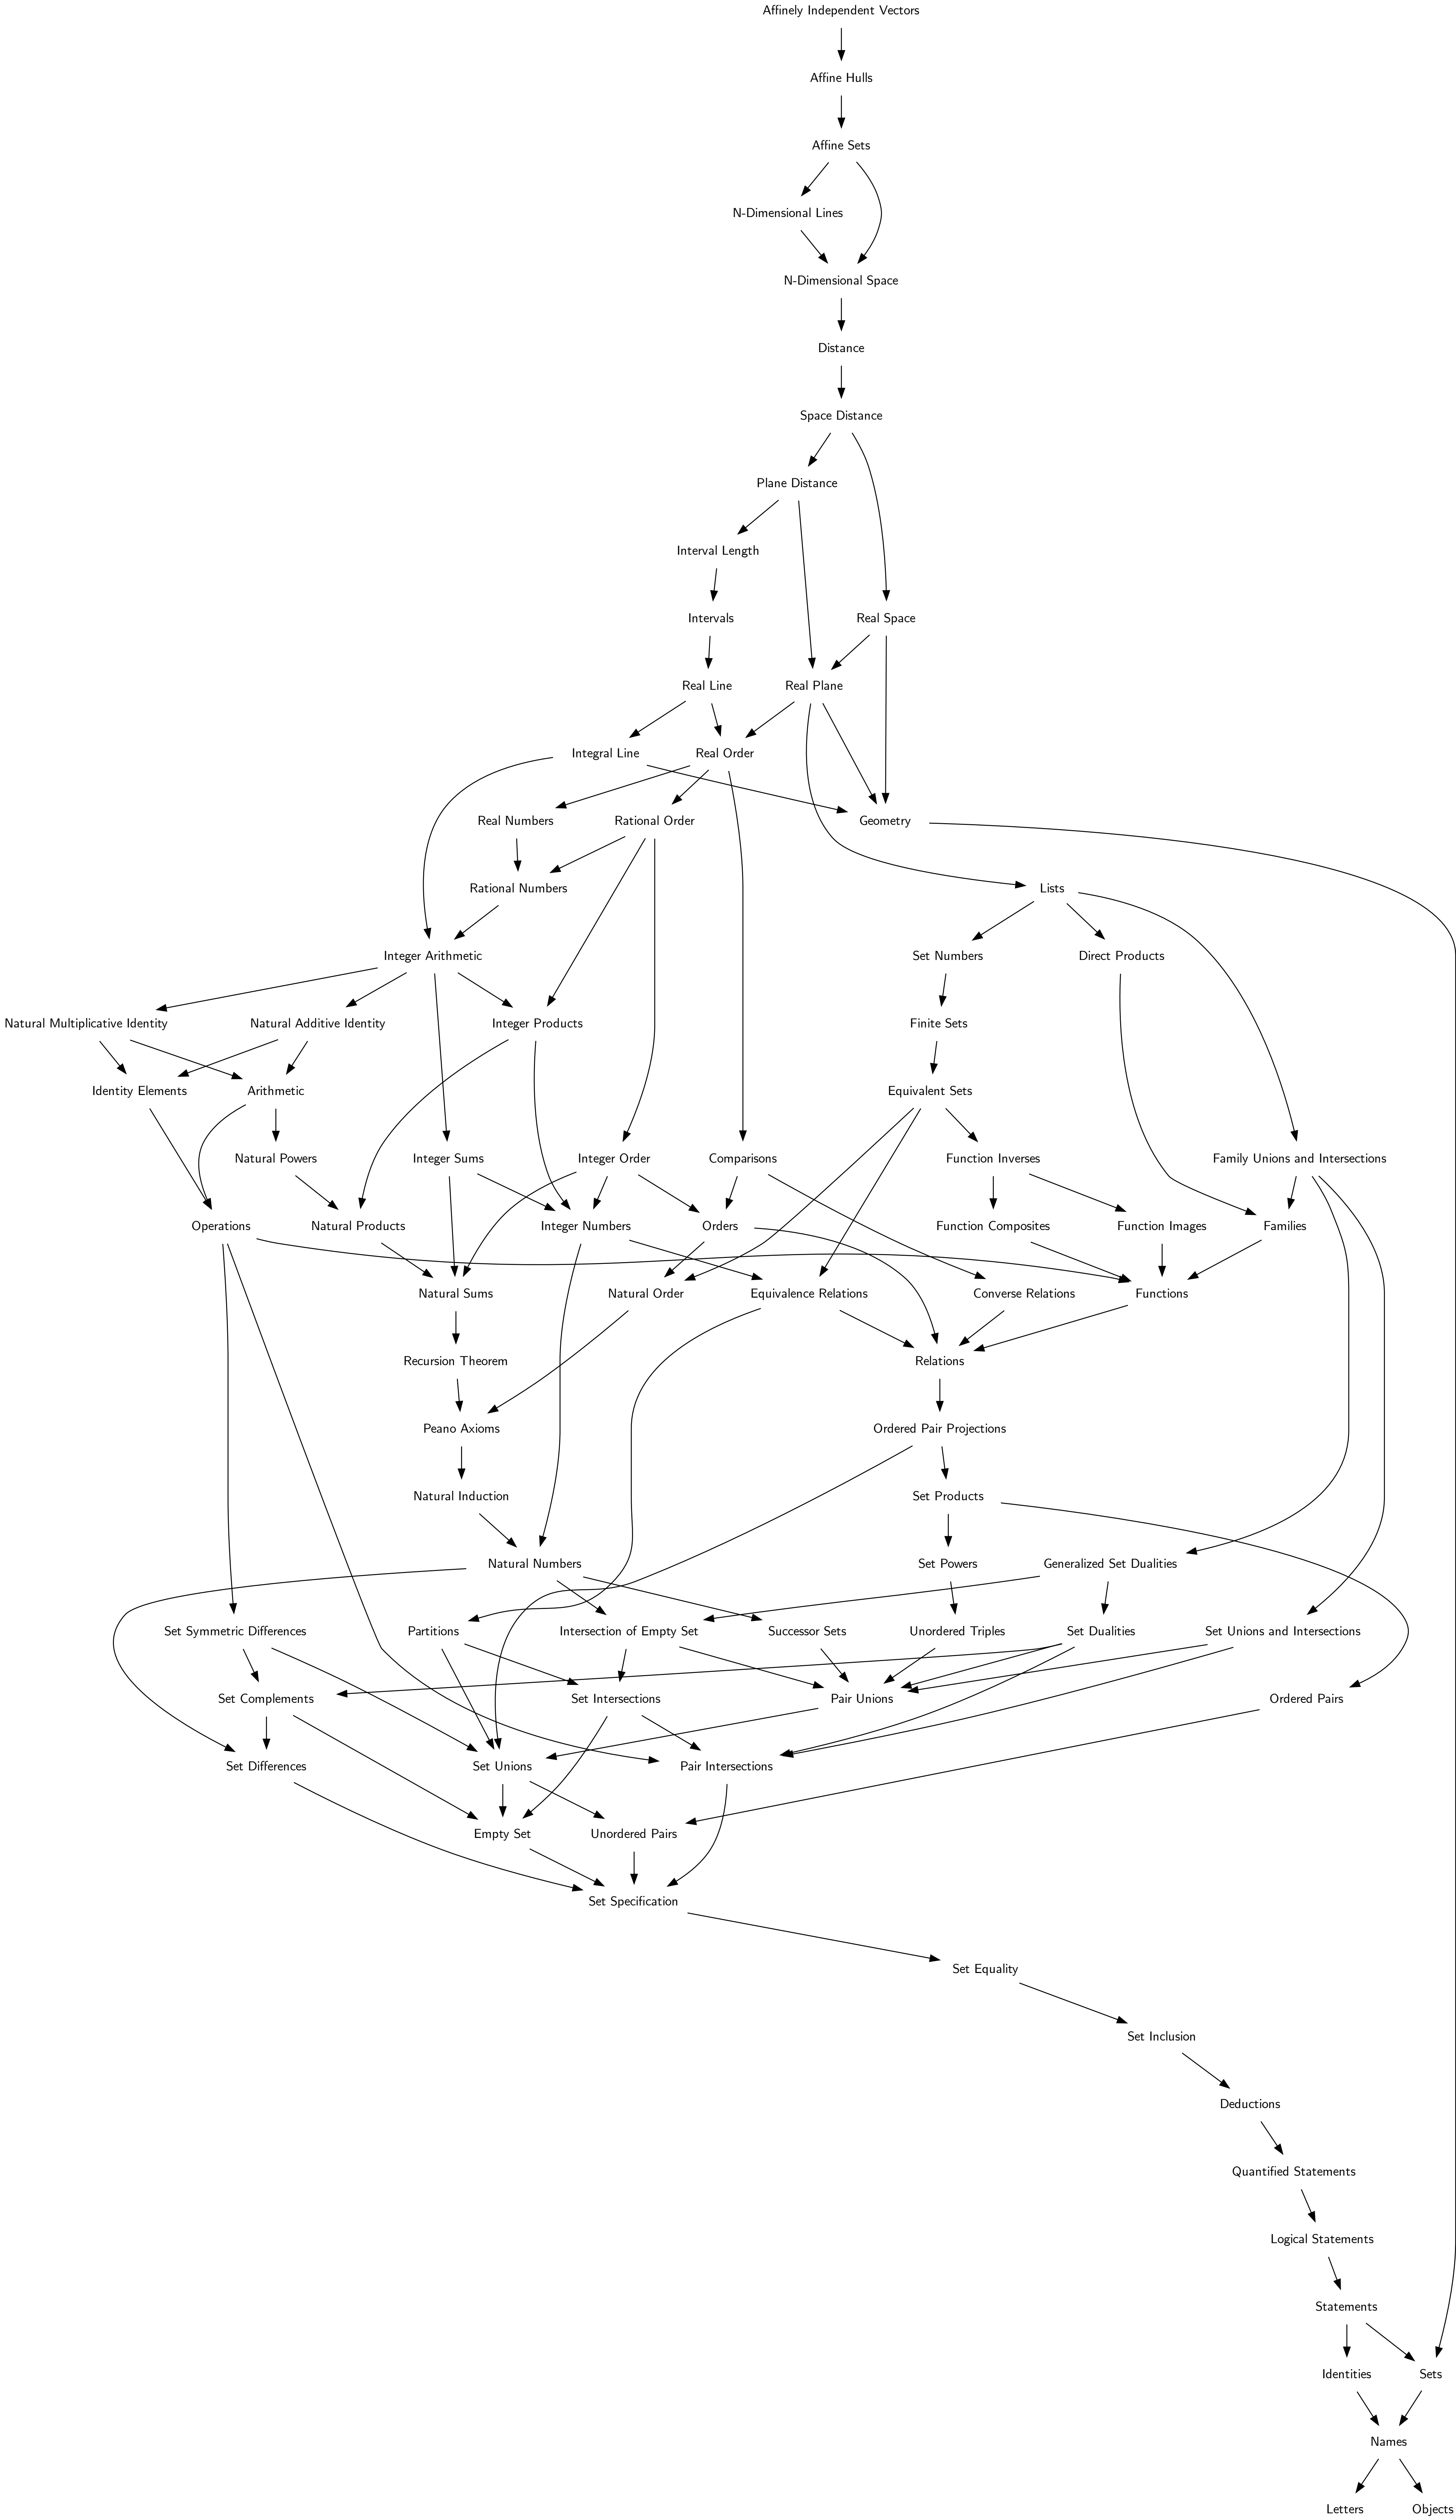 Affinely Independent Vectors
Affine Hulls
Affine Sets
N-Dimensional Lines
N-Dimensional Space
Distance
Space Distance
Plane Distance
Interval Length
Intervals
Real Space
Real Line
Real Plane
Integral Line
Real Order
Real Numbers
Rational Order
Geometry
Rational Numbers
Lists
Integer Arithmetic
Set Numbers
Direct Products
Natural Multiplicative Identity
Natural Additive Identity
Integer Products
Finite Sets
Identity Elements
Arithmetic
Equivalent Sets
Natural Powers
Integer Sums
Integer Order
Comparisons
Function Inverses
Family Unions and Intersections
Operations
Natural Products
Integer Numbers
Orders
Function Composites
Function Images
Families
Natural Sums
Natural Order
Equivalence Relations
Converse Relations
Functions
Recursion Theorem
Relations
Peano Axioms
Ordered Pair Projections
Natural Induction
Set Products
Natural Numbers
Set Powers
Generalized Set Dualities
Set Symmetric Differences
Partitions
Intersection of Empty Set
Successor Sets
Unordered Triples
Set Dualities
Set Unions and Intersections
Set Complements
Set Intersections
Pair Unions
Ordered Pairs
Set Differences
Set Unions
Pair Intersections
Empty Set
Unordered Pairs
Set Specification
Set Equality
Set Inclusion
Deductions
Quantified Statements
Logical Statements
Statements
Identities
Sets
Names
Letters
Objects